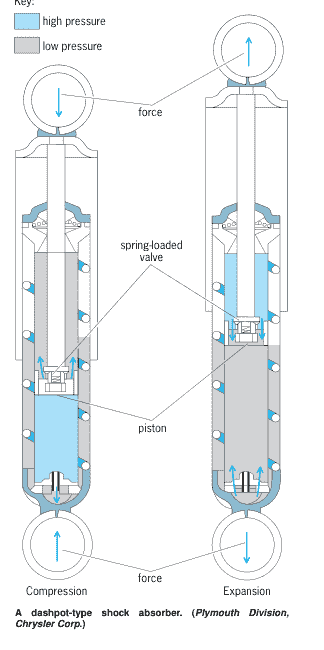 Key:
high pressure
low pressure
force
spring-loaded
valve
piston
force
Compression
Expansion
A dashpot-type shock absorber. (Plymouth Division,
Chrysler Corp.)